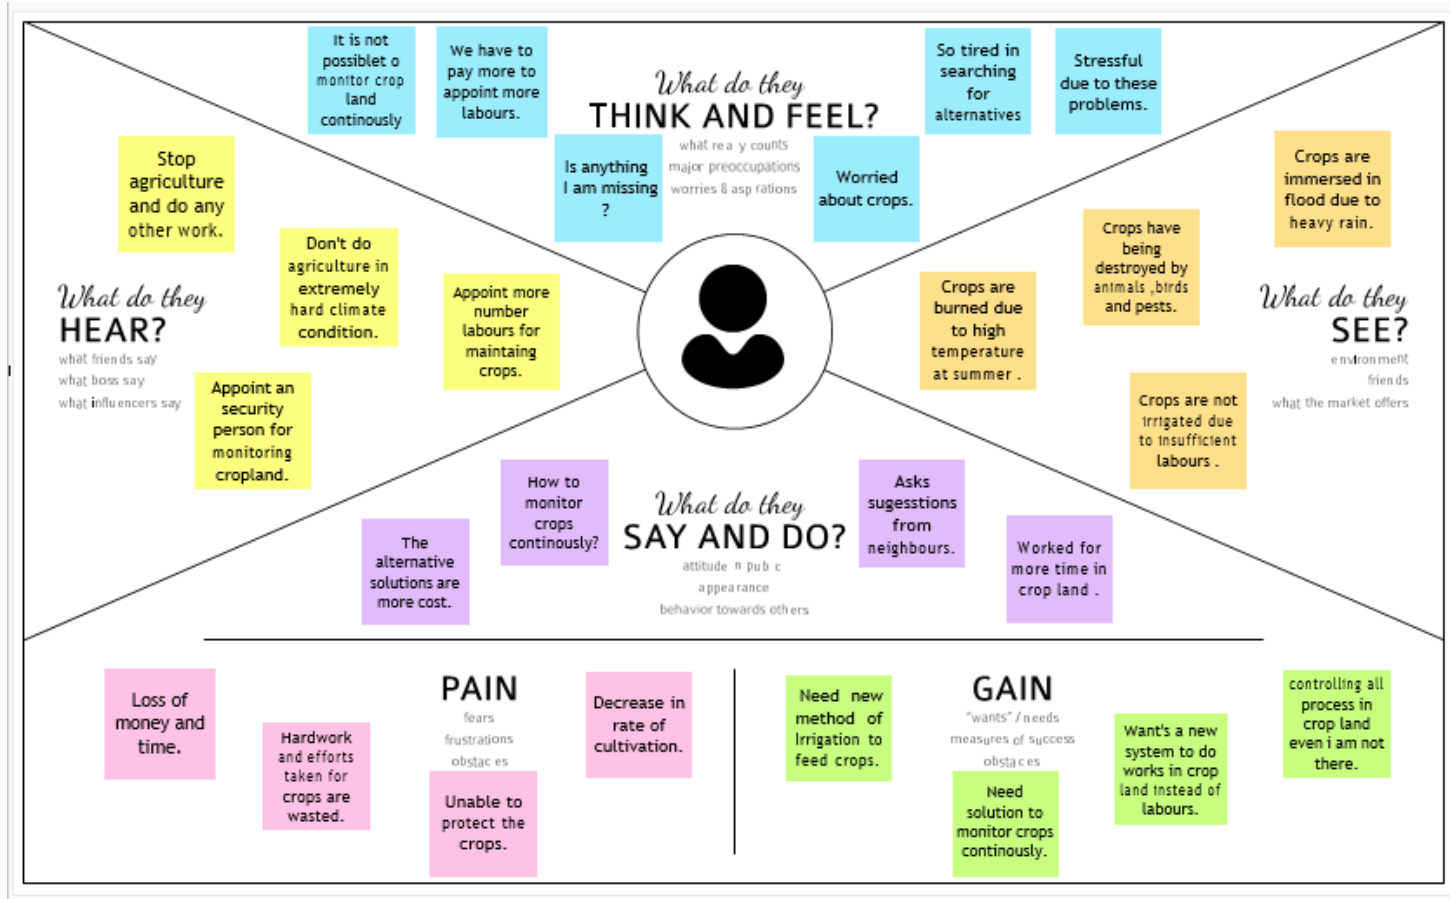 It is not
possiblet o
monitor crop
land
continously
We have to
pay more to
appoint more
labours.
What do they
THINK AND FEEL?
what rea y counts
major preoccupations
worries & asp rations
Is anything
I am missing
?
Worried
about crops.
So tired in
searching
for
alternatives
Stressful
due to these
problems.
Stop
agriculture
and do any
other work.
Don't do
agriculture in
extremely
hard climate
condition.
Appoint more
number
labours for
maintaing
crops.
What do they
HEAR?
what friends say
what boss say
what influencers say
Appoint an
security
person for
monitoring
cropland.
Crops are
immersed in
flood due to
heavy rain.
Crops have
being
destroyed by
animals ,birds
and pests.
Crops are
burned due
to high
temperature
at summer .
What do they
SEE?
environment
friends
what the market offers
Crops are not
irrigated due
to insufficient
labours .
The
alternative
solutions are
more cost.
How to
monitor
crops
continously?
What do they
SAY AND DO?
attitude n pub c
appearance
behavior towards others
Asks
sugesstions
from
neighbours.
Worked for
more time in
crop land .
Loss of
money and
time.
Hardwork
and efforts
taken for
crops are
wasted.
PAIN
fears
frustrations
obstac es
Unable to
protect the
crops.
Decrease in
rate of
cultivation.
Need new
method of
Irrigation to
feed crops.
GAIN
"wants" / needs
measures of success
obstac es
Need
solution to
monitor crops
continously.
Want's a new
system to do
works in crop
land instead of
labours.
controlling all
process in
crop land
even i am not
there.